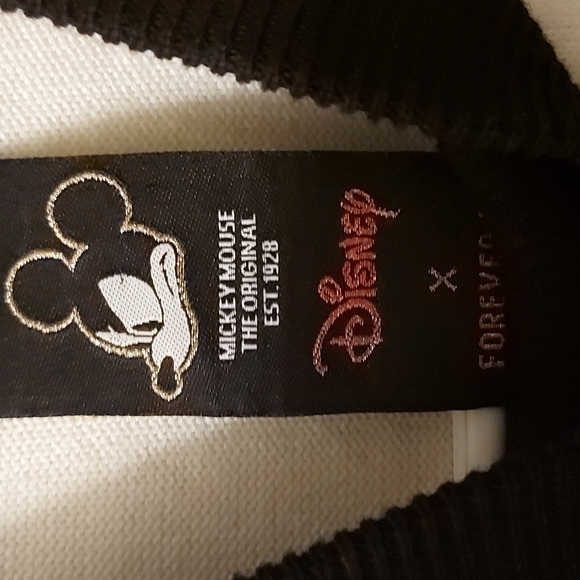 MICKEY MOUSE
THE ORIGINAL
EST. 1928
Disney
X